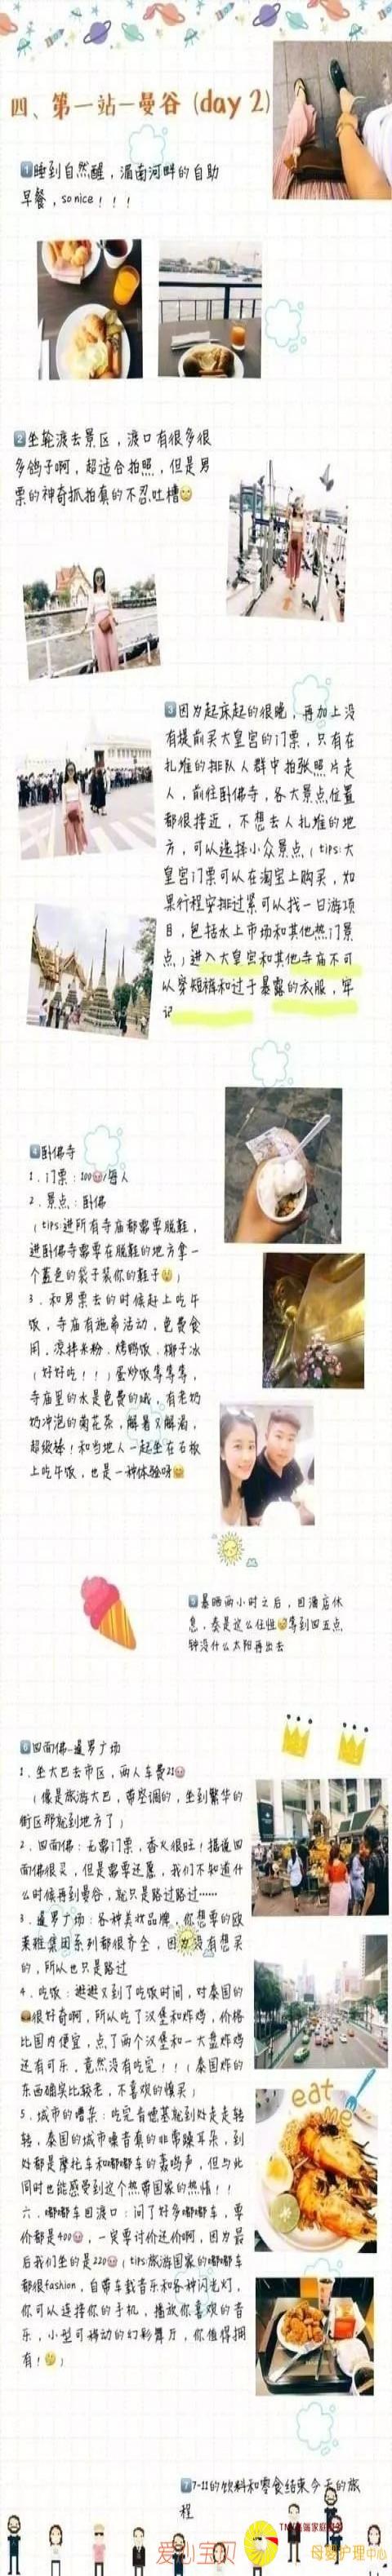 四、第一站—曼谷 (day 2)
1睡到自然醒，湄南河畔的自助
早餐，so nice！！！
2坐轮渡去景区，渡口有很多很
多鸽子啊，超适合拍照，但是男
票的神奇抓拍真的不忍吐槽
3因为起床起的很晚，再加上没
有提前买大皇宫的门票，只有在
扎堆的排队人群中拍张照片走
人，前往卧佛寺，各大景点位置
都很接近，不想去人扎堆的地
方，可以选择小众景点（tips:大
皇宫门票可以在淘宝上购买，如
果行程安排过紧可以找一日游项
目，包括水上市场和其他热门景
点）进入大皇宫和其他寺庙不可
以穿短裤和过于暴露的衣服，牢
记
4卧佛寺
1．门票：100/每人
2．景点：卧佛
（tips进所有寺庙都需要脱鞋，
进卧佛寺需要在脱鞋的地方拿一
个蓝色的袋子装你的鞋子）
3．和男票去的时候赶上吃午
饭，寺庙有施希活动，免费食
用，凉拌米粉．烤鸭饭．椰子冰
（好好吃！！）蛋炒饭等等等，
寺庙里的水是免费的哦，有老奶
奶冲泡的菊花茶，解暑又解渴，
超级棒！和当地人一起坐在石板
上吃午饭，也是一种体验呀
5暴晒两小时之后，回酒店休
息，泰是这么任性等到四五点
钟没什么太阳再出去
6四面佛—暹罗广场
1．坐大巴去市区，两人车费21
（像是旅游大巴，带空调的，坐到繁华的
街区那就到地方了）
2．四面佛：无需门票，香火很旺！据说四
面佛很灵，但是需要还愿，我们不知道什
么时候再到曼谷，就只是路过路过……
3．暹罗广场：各种美妆品牌，你想要的欧
莱雅集团系列都很齐全，因为没有想买
的，所以也只是路过
4．吃饭：逛逛又到了吃饭时间，对泰国的
很好奇啊，所以吃了汉堡和炸鸡，价格
比国内便宜，点了两个汉堡和一大盘炸鸡
还有可乐，竟然没有吃完！！（泰国炸的
东西确实比较老，不喜欢的慎买）
5．城市的嘈杂：吃完肯德基就到处走走转
转，泰国的城市噪音真的非常躁耳朵，到
处都是摩托车和嘟嘟车的轰鸣声，但与此
同时也能感受到这个热带国家的热情！！
六．嘟嘟车回渡口：问了好多嘟嘟车，要
价都是400，一定要讨价还价啊，因为最
后我们坐的是220（tips旅游国家的嘟嘟车
都很fashion，自带车载音乐和各种闪光灯，
你可以连接你的手机，播放你喜欢的音
乐，小型可移动的幻彩舞厅，你值得拥
有！）
eat
me
7 7-11的饮料和零食结束今天的旅
程
爱心宝贝
母婴护理中心